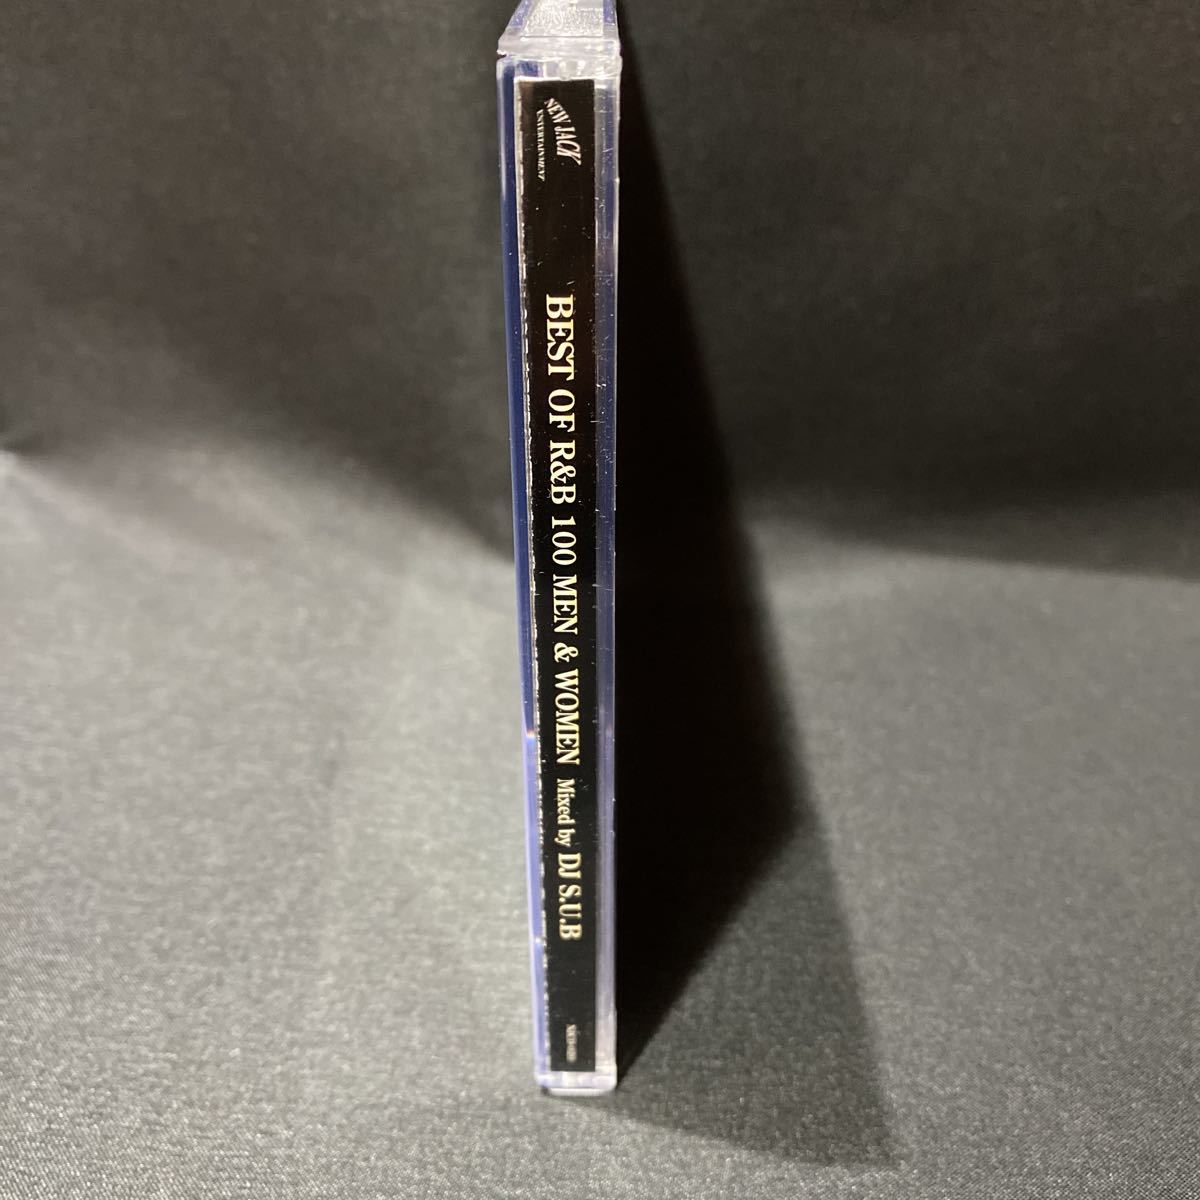 NEW JACK
ENTERTAINMENT
BEST OF R&B 100 MEN & WOMEN Mixed by DJ S.U.B